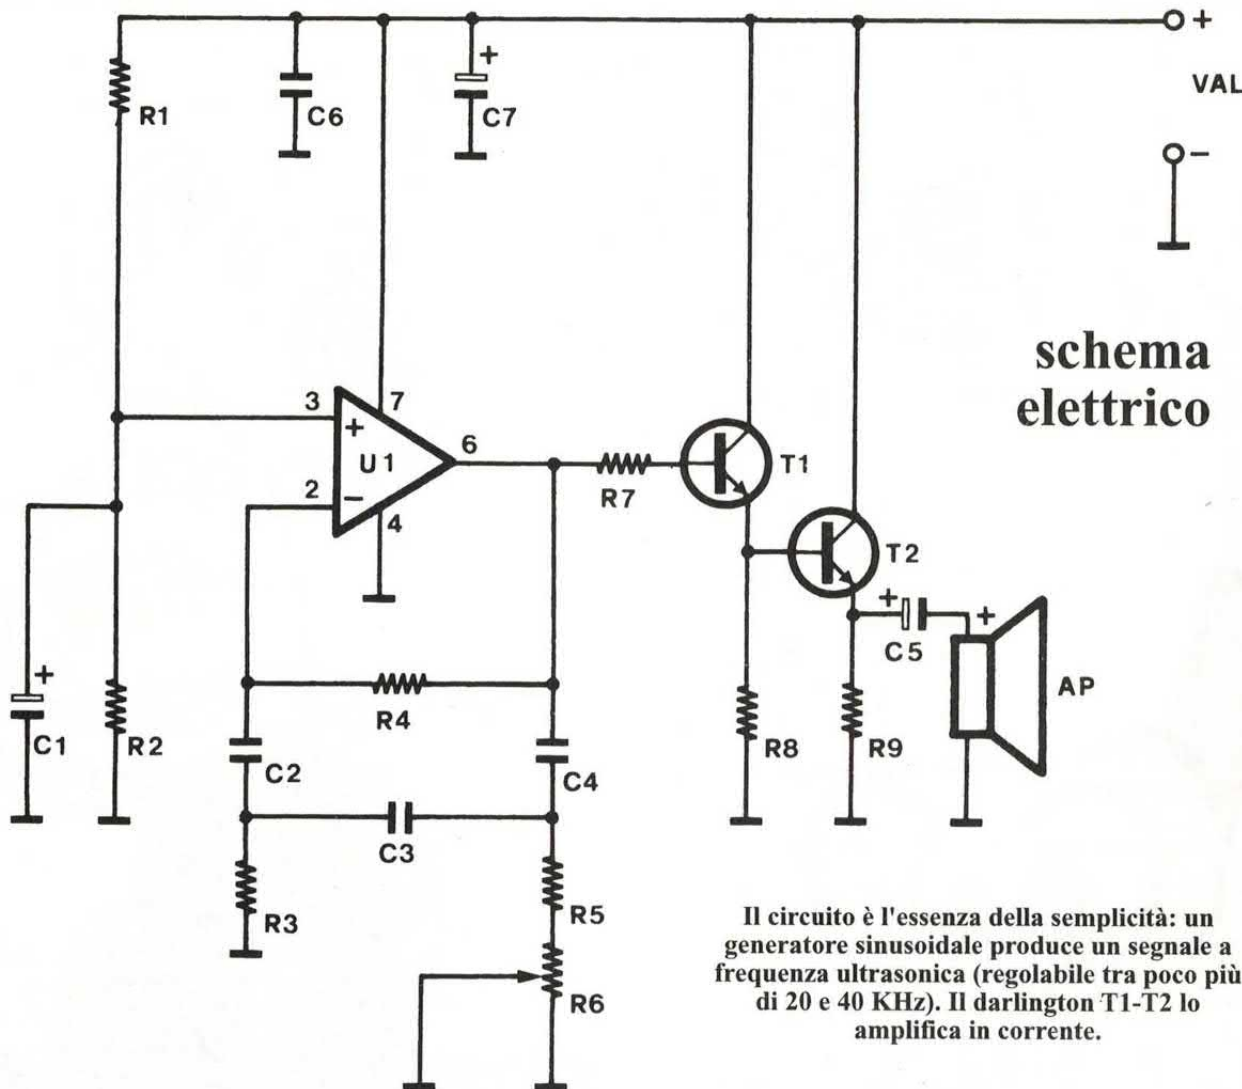 +
VAL
−
R1
C6
+
C7
schema
elettrico
3
7
+
U1
6
2
−
4
R7
T1
T2
+
C5
+
AP
R8
R9
+
C1
R2
R4
C2
C4
C3
R3
R5
R6
Il circuito è l'essenza della semplicità: un
generatore sinusoidale produce un segnale a
frequenza ultrasonica (regolabile tra poco più
di 20 e 40 KHz). Il darlington T1-T2 lo
amplifica in corrente.